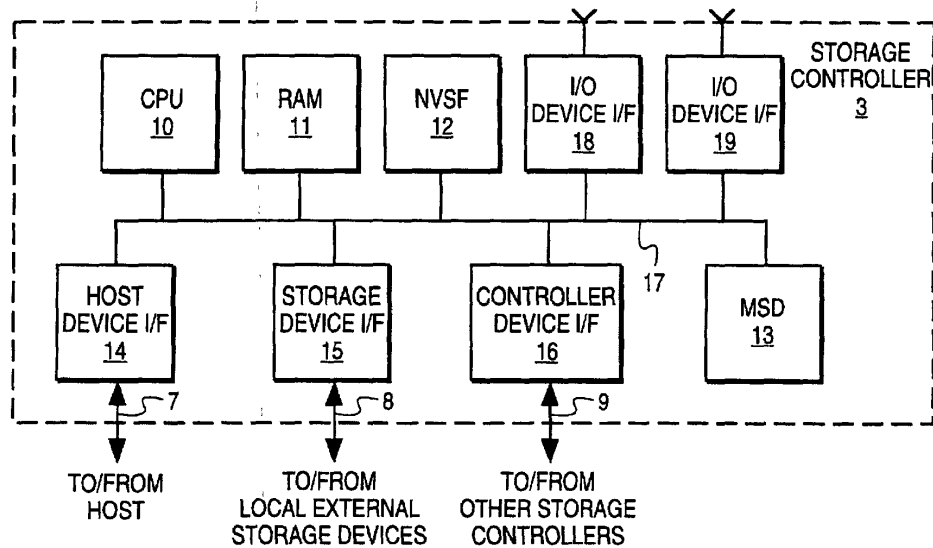 STORAGE
CONTROLLER
3
CPU
10
RAM
11
NVSF
12
I/O
DEVICE I/F
18
I/O
DEVICE I/F
19
17
HOST
DEVICE I/F
14
STORAGE
DEVICE I/F
15
CONTROLLER
DEVICE I/F
16
MSD
13
7
8
9
TO/FROM
HOST
TO/FROM
LOCAL EXTERNAL
STORAGE DEVICES
TO/FROM
OTHER STORAGE
CONTROLLERS